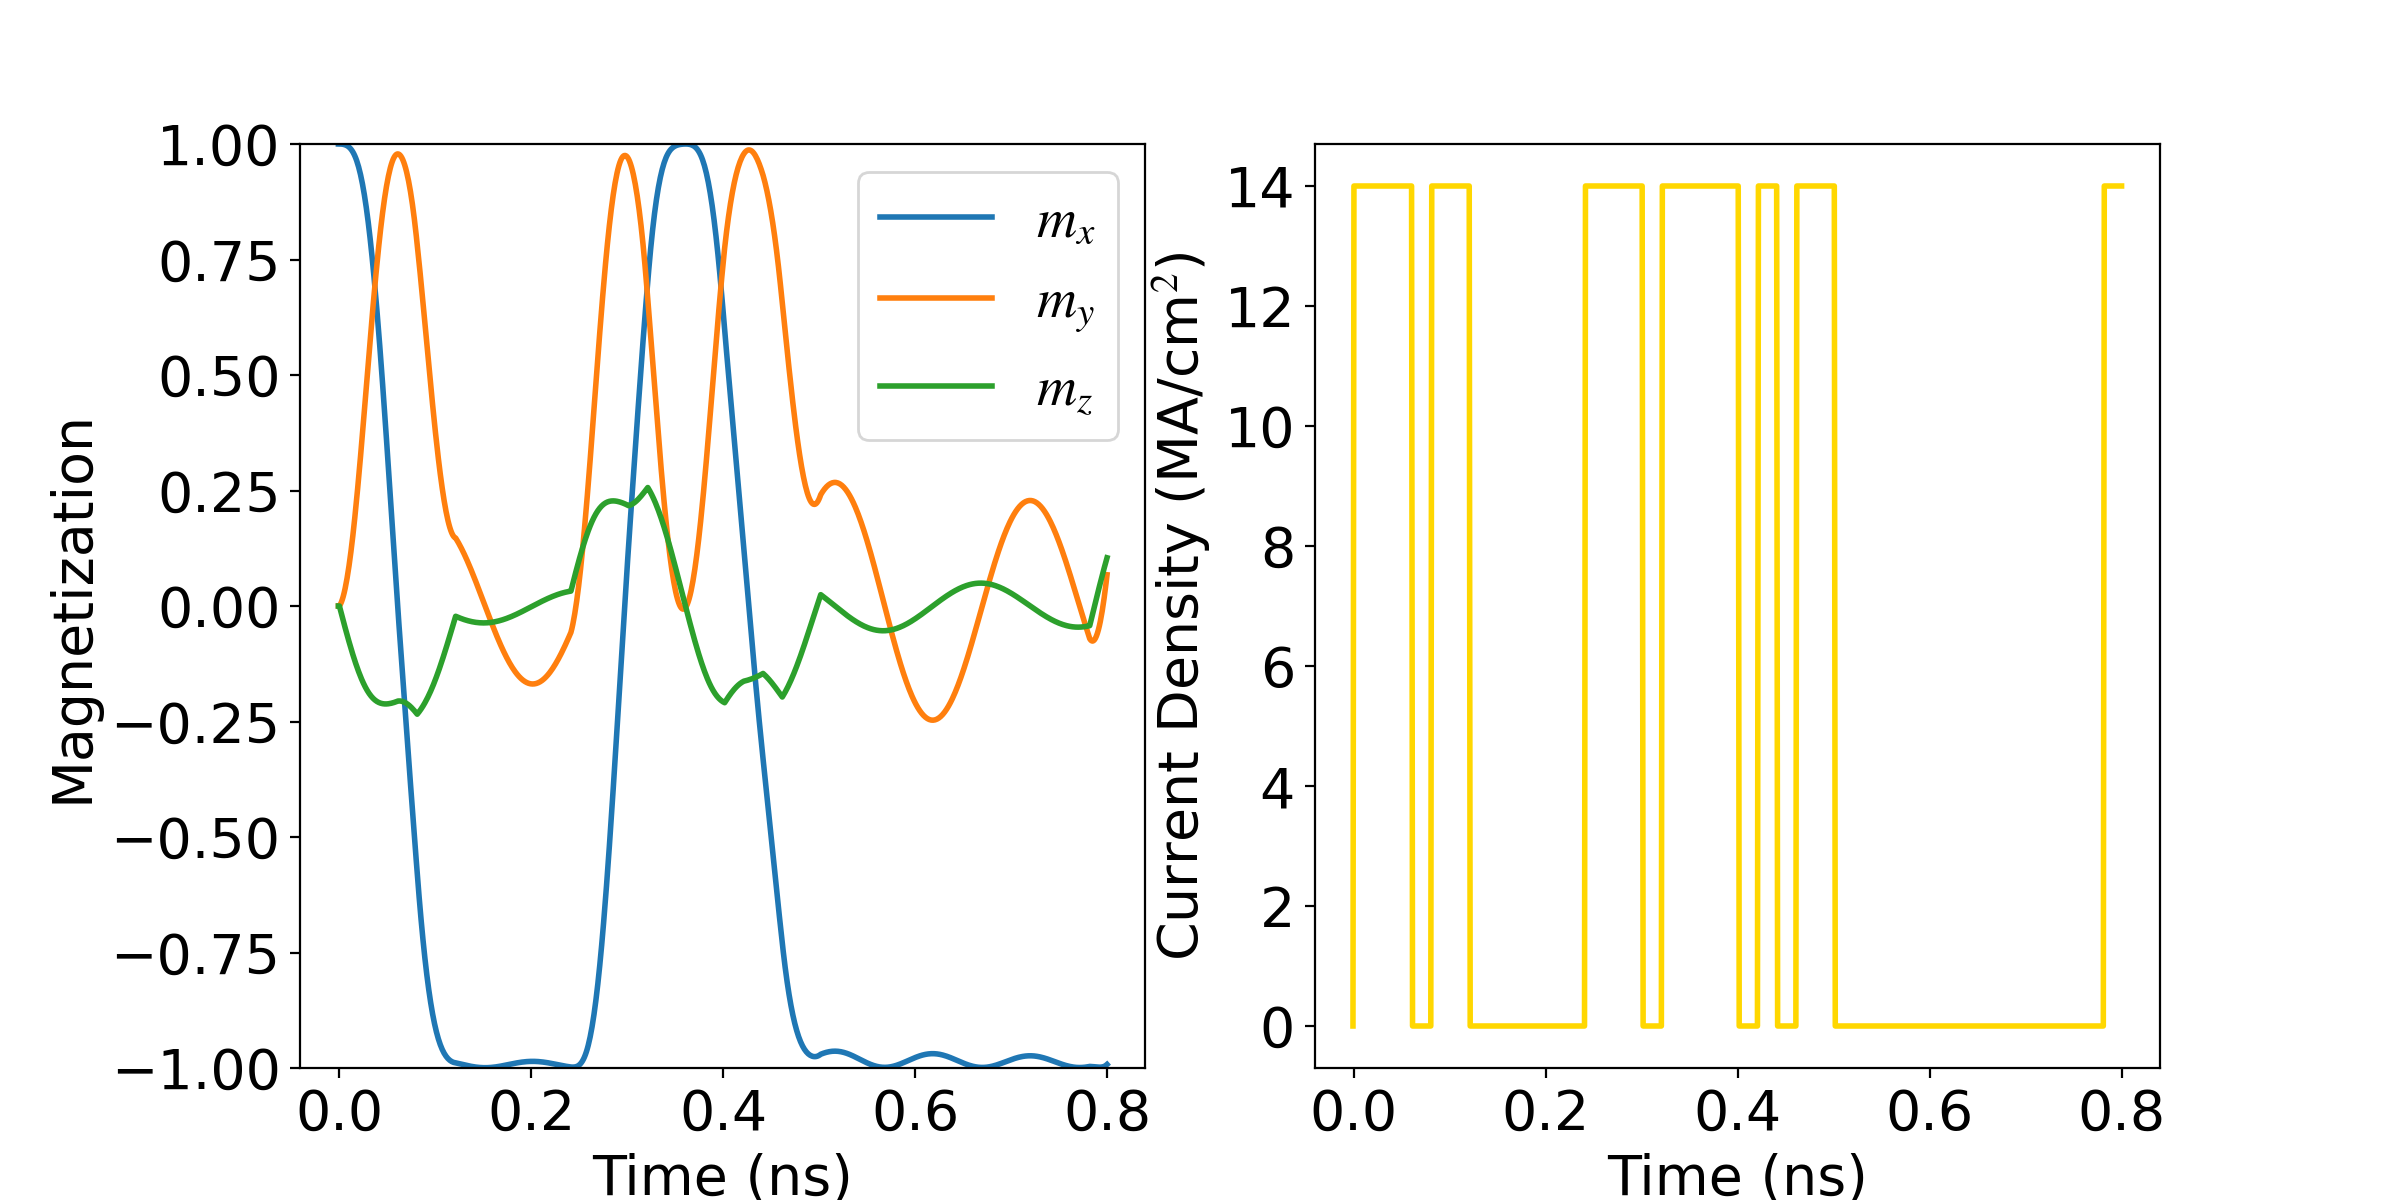 Magnetization
1.00
0.75
0.50
0.25
0.00
−0.25
−0.50
−0.75
−1.00
0.0 0.2 0.4 0.6 0.8
Time (ns)
m_x
m_y
m_z
Current Density (MA/cm²)
14
12
10
8
6
4
2
0
0.0 0.2 0.4 0.6 0.8
Time (ns)